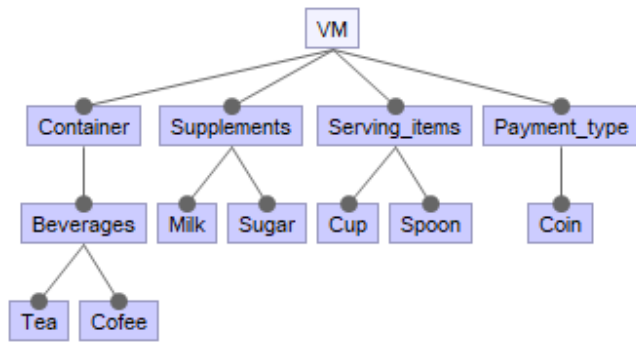 VM
Container Supplements Serving_items Payment_type
Beverages Milk Sugar Cup Spoon Coin
Tea Cofee